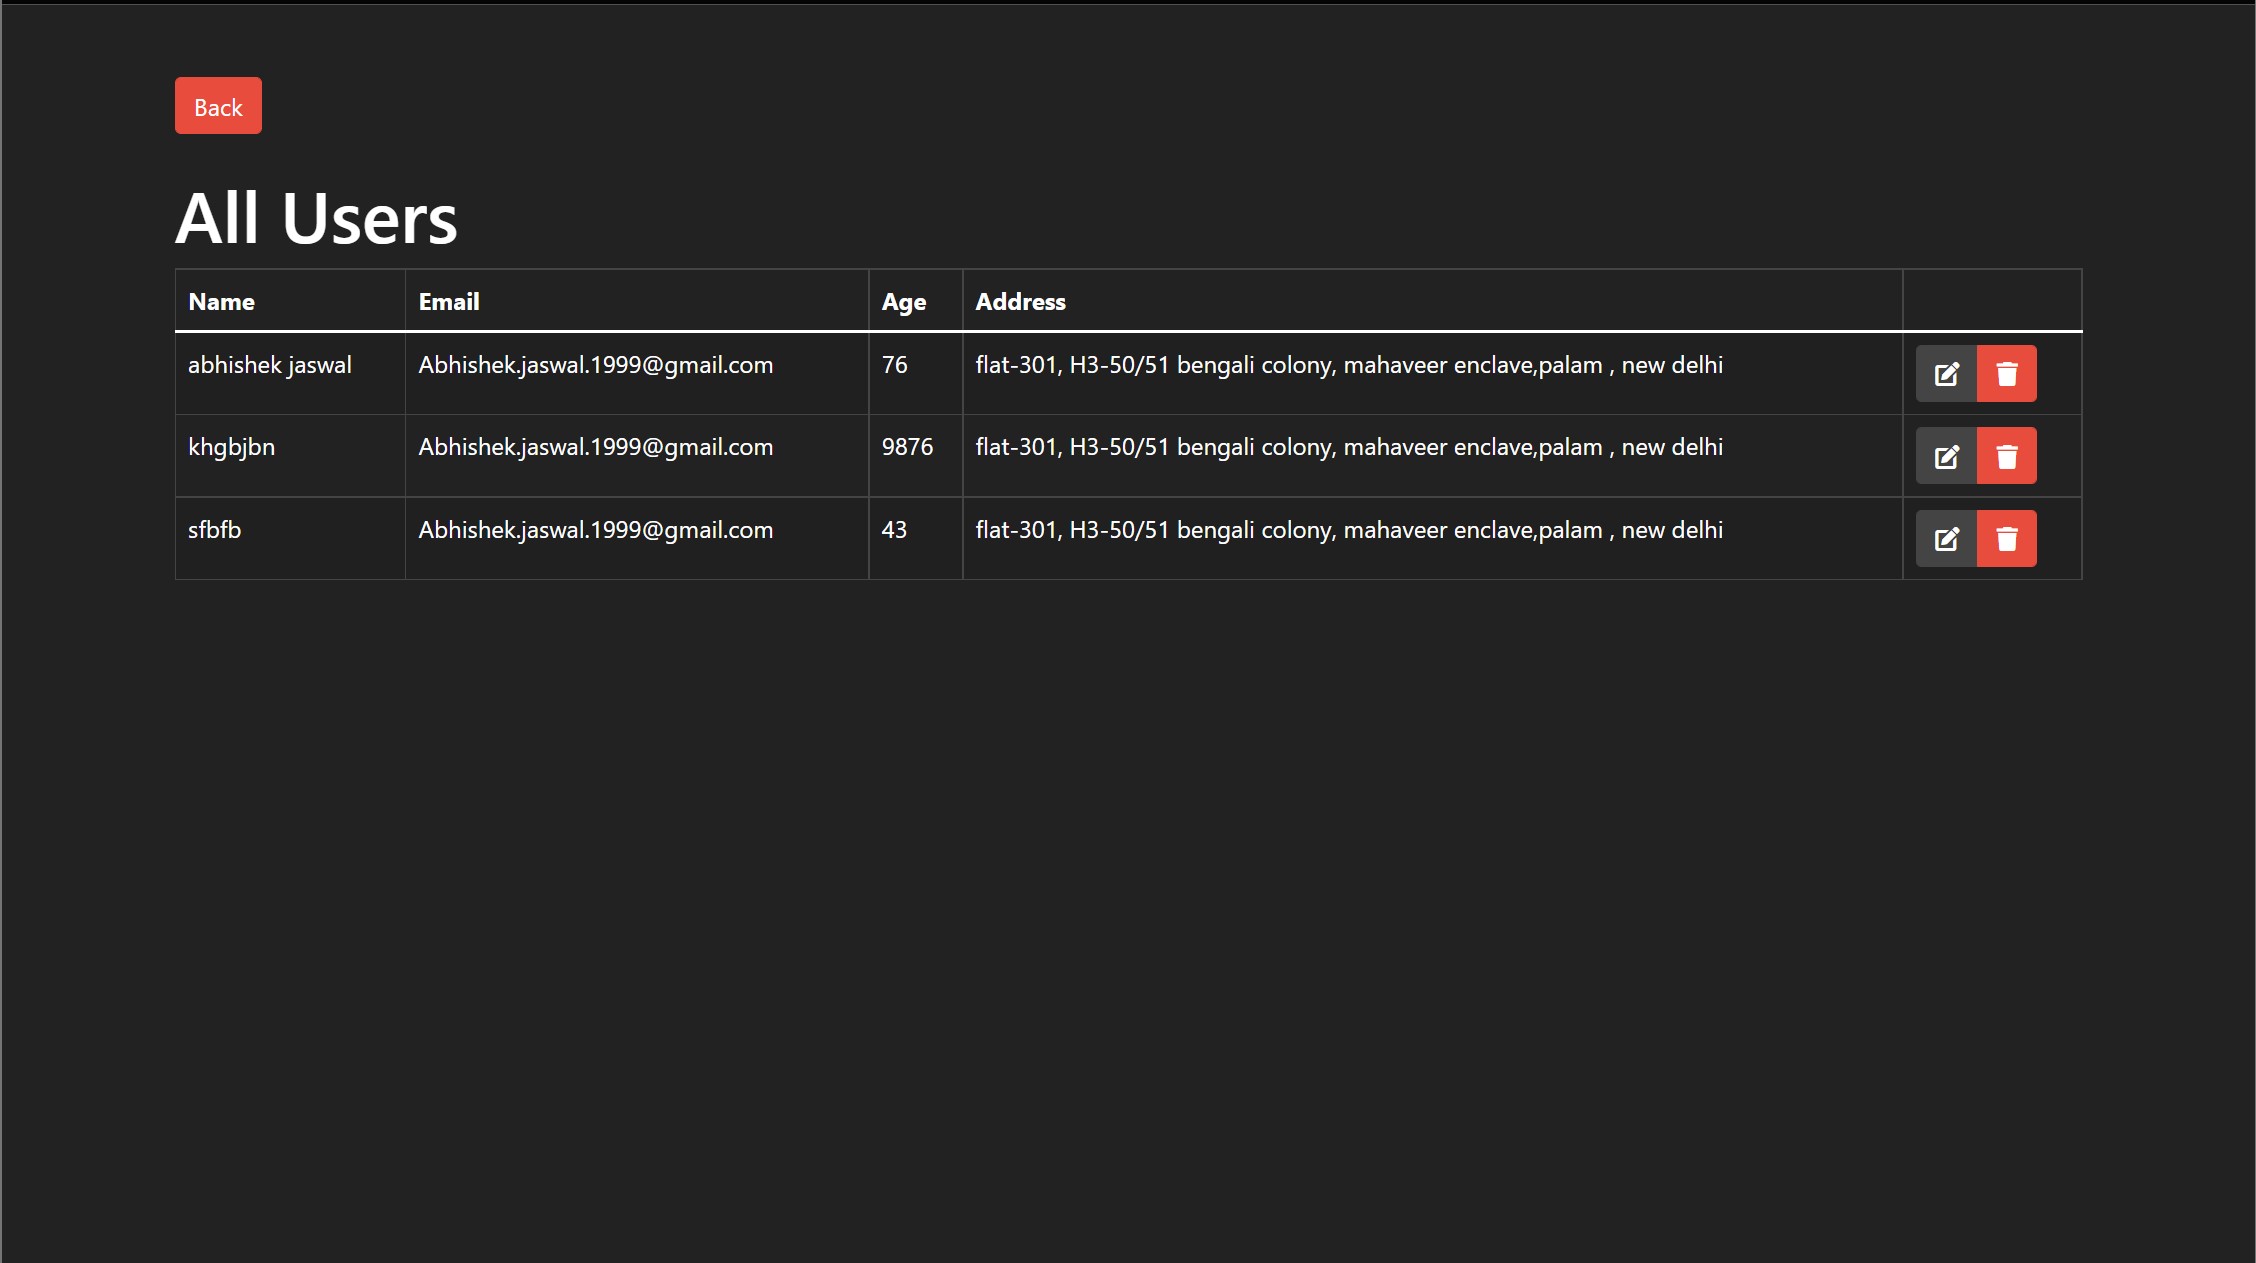 Back
All Users
Name Email Age Address
abhishek jaswal Abhishek.jaswal.1999@gmail.com 76 flat-301, H3-50/51 bengali colony, mahaveer enclave,palam , new delhi
khgbjbn Abhishek.jaswal.1999@gmail.com 9876 flat-301, H3-50/51 bengali colony, mahaveer enclave,palam , new delhi
sfbfb Abhishek.jaswal.1999@gmail.com 43 flat-301, H3-50/51 bengali colony, mahaveer enclave,palam , new delhi